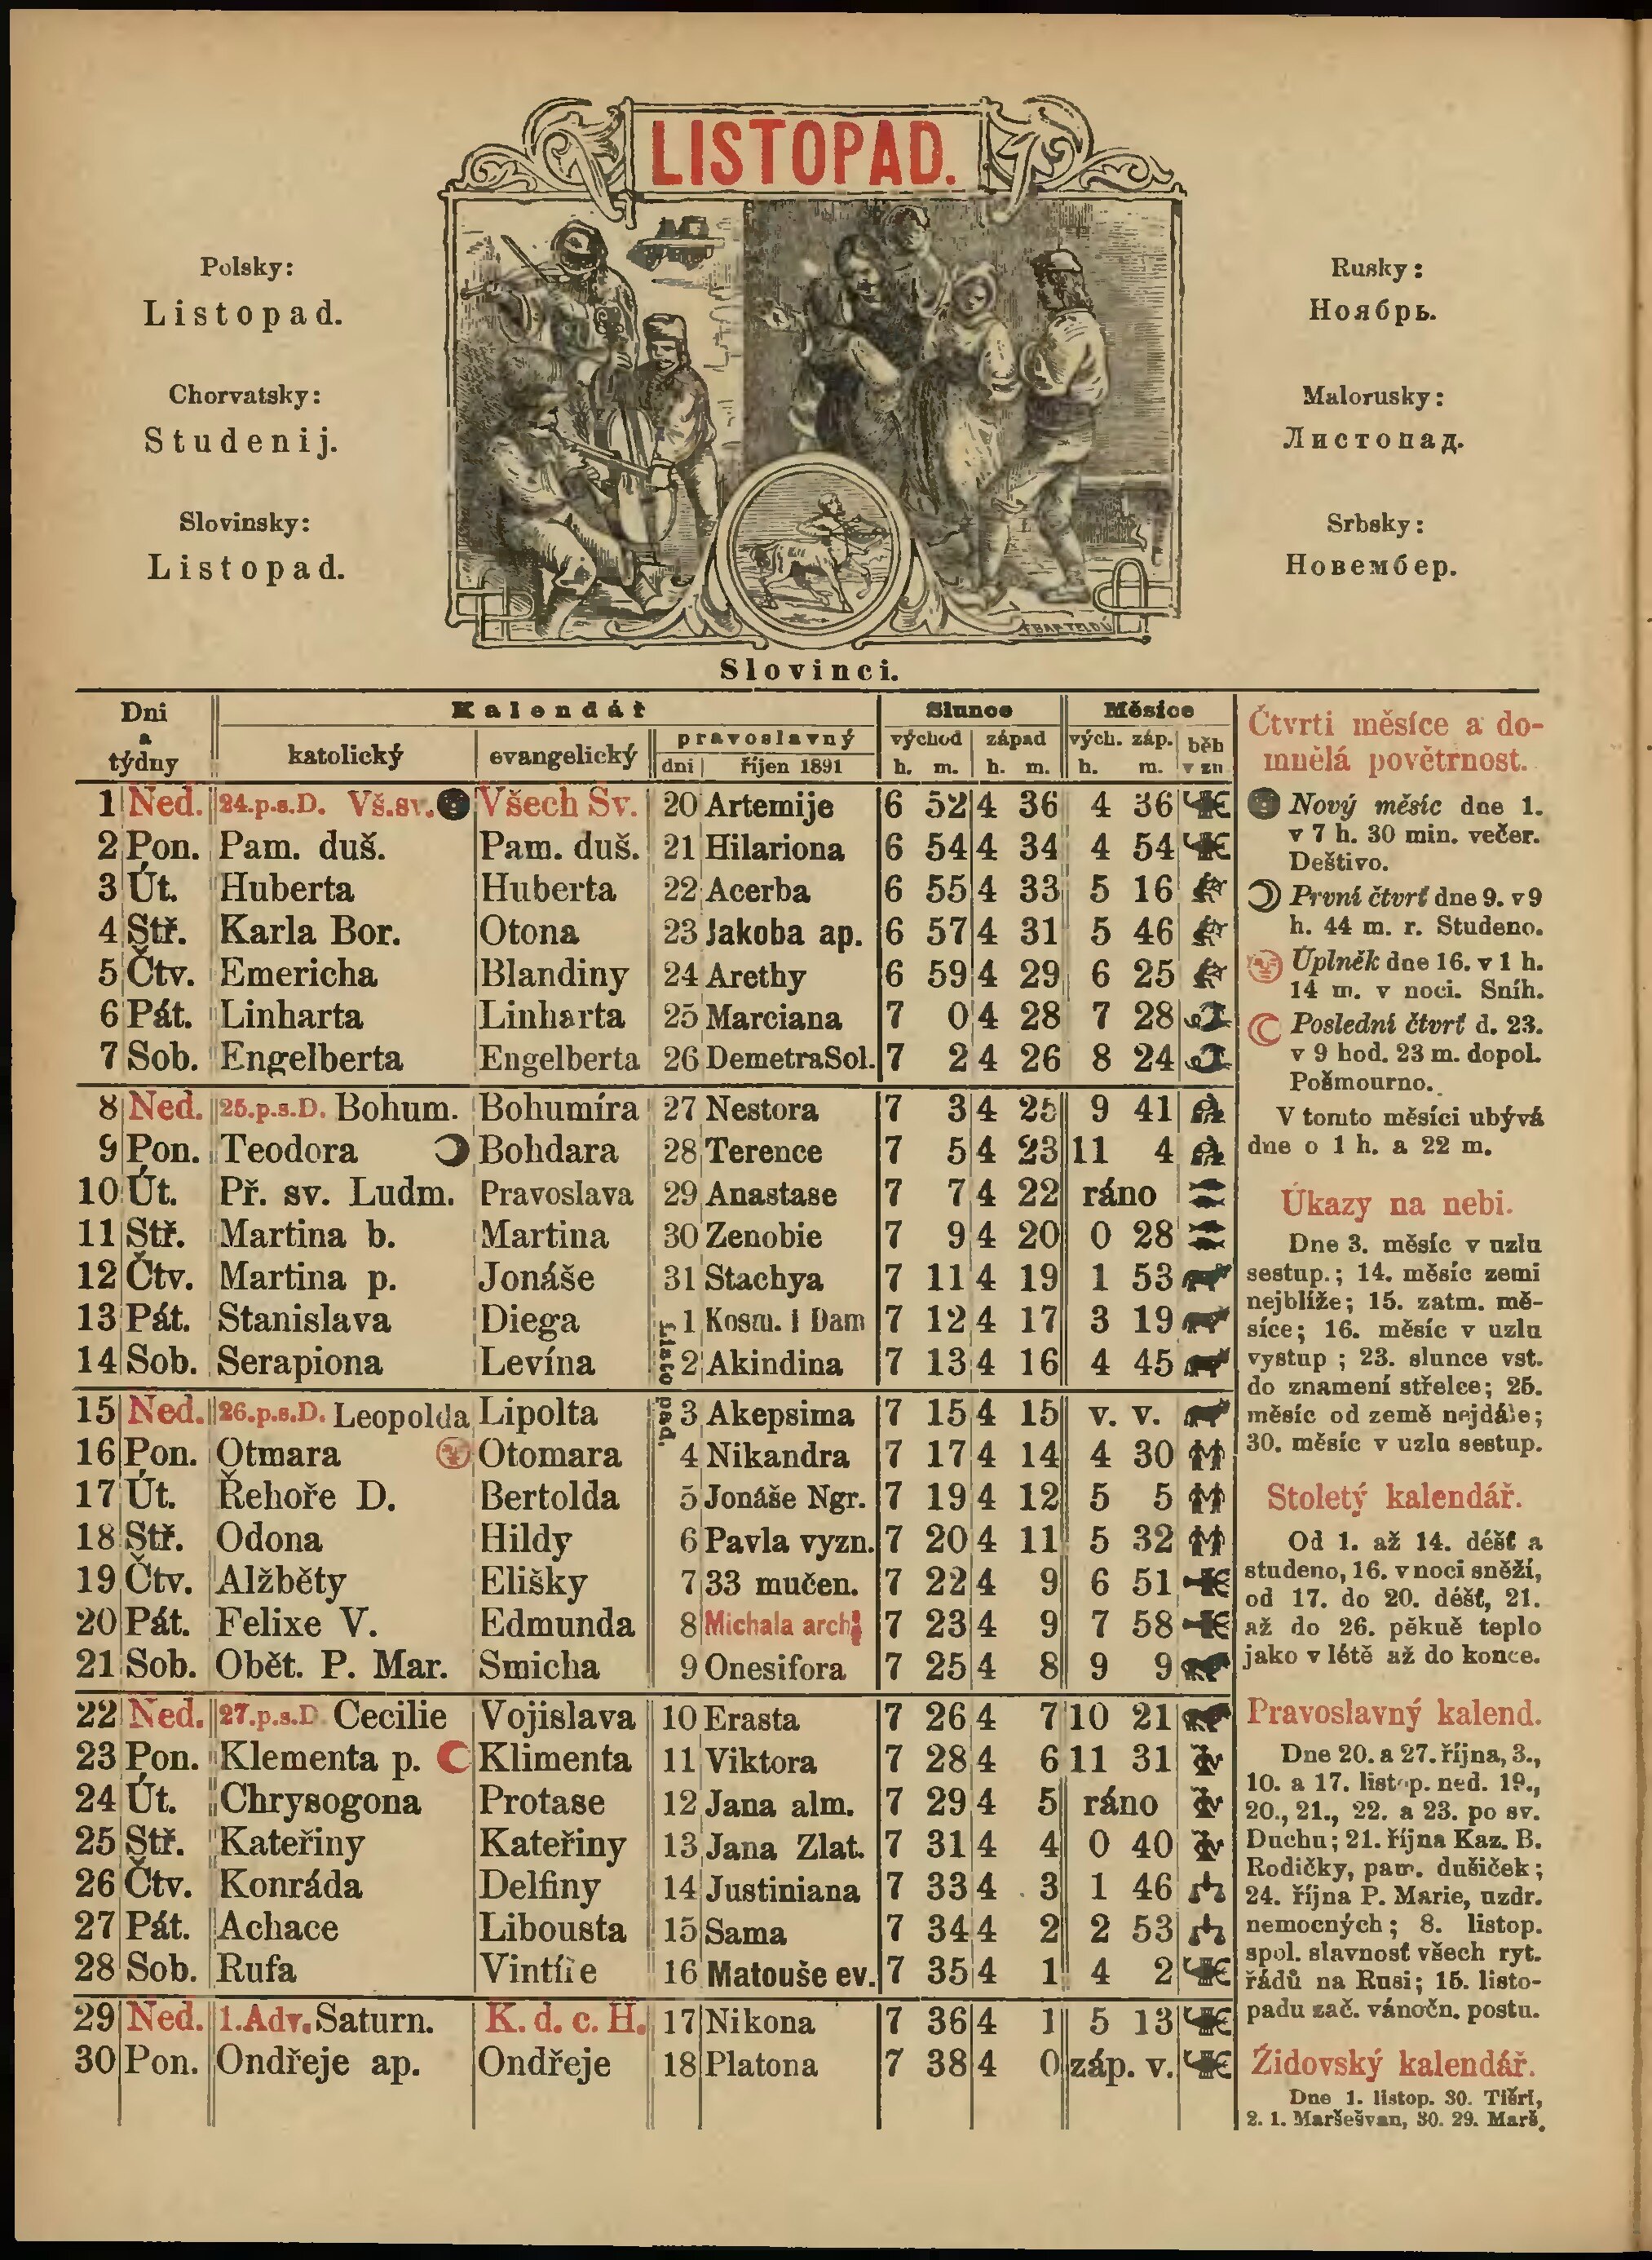 LISTOPAD.
Polsky:
Listopad.
Chorvatsky:
Studenij.
Slovinsky:
Listopad.
Rusky:
Ноябрь.
Malorusky:
Листопад.
Srbsky:
Новембер.
F BARTELDŮ
Slovinci.
Dni a týdny Kalendář Slunce Měsíce
katolický evangelický pravoslavný východ západ vých. záp. běh v zn.
dni říjen 1891 h. m. h. m. h. m.
1 Ned. 24.p.s.D. Vš.sv. Všech Sv. 20 Artemije 6 52 4 36 4 36
2 Pon. Pam. duš. Pam. duš. 21 Hilariona 6 54 4 34 4 54
3 Út. Huberta Huberta 22 Acerba 6 55 4 33 5 16
4 Stř. Karla Bor. Otona 23 Jakoba ap. 6 57 4 31 5 46
5 Čtv. Emericha Blandiny 24 Arethy 6 59 4 29 6 25
6 Pát. Linharta Linharta 25 Marciana 7 0 4 28 7 28
7 Sob. Engelberta Engelberta 26 DemetraSol. 7 2 4 26 8 24
8 Ned. 25.p.s.D. Bohum. Bohumíra 27 Nestora 7 3 4 25 9 41
9 Pon. Teodora Bohdara 28 Terence 7 5 4 23 11 4
10 Út. Př. sv. Ludm. Pravoslava 29 Anastase 7 7 4 22 ráno
11 Stř. Martina b. Martina 30 Zenobie 7 9 4 20 0 28
12 Čtv. Martina p. Jonáše 31 Stachya 7 11 4 19 1 53
Listopad.
13 Pát. Stanislava Diega 1 Kosm. i Dam 7 12 4 17 3 19
14 Sob. Serapiona Levína 2 Akindina 7 13 4 16 4 45
15 Ned. 26.p.s.D. Leopolda Lipolta 3 Akepsima 7 15 4 15 v. v.
16 Pon. Otmara Otomara 4 Nikandra 7 17 4 14 4 30
17 Út. Řehoře D. Bertolda 5 Jonáše Ngr. 7 19 4 12 5 5
18 Stř. Odona Hildy 6 Pavla vyzn. 7 20 4 11 5 32
19 Čtv. Alžběty Elišky 7 33 mučen. 7 22 4 9 6 51
20 Pát. Felixe V. Edmunda 8 Michala arch. 7 23 4 9 7 58
21 Sob. Obět. P. Mar. Smicha 9 Onesifora 7 25 4 8 9 9
22 Ned. 27.p.s.D. Cecilie Vojislava 10 Erasta 7 26 4 7 10 21
23 Pon. Klementa p. Klimenta 11 Viktora 7 28 4 6 11 31
24 Út. Chrysogona Protase 12 Jana alm. 7 29 4 5 ráno
25 Stř. Kateřiny Kateřiny 13 Jana Zlat. 7 31 4 4 0 40
26 Čtv. Konráda Delfiny 14 Justiniana 7 33 4 3 1 46
27 Pát. Achace Libousta 15 Sama 7 34 4 2 2 53
28 Sob. Rufa 16 Matouše ev. 7 35 4 1 4 2
29 Ned. 1.Adv. Saturn. K. d. c. H. 17 Nikona 7 36 4 1 5 13
30 Pon. Ondřeje ap. Ondřeje 18 Platona 7 38 4 0 záp. v.
Čtvrti měsíce a do-
mnělá povětrnost.
Nový měsíc dne 1.
v 7 h. 30 min. večer.
Deštivo.
První čtvrť dne 9. v 9
h. 44 m. r. Studeno.
Úplněk dne 16. v 1 h.
14 m. v noci. Sníh.
Poslední čtvrť d. 23.
v 9 hod. 23 m. dopol.
Pošmourno.
V tomto měsíci ubývá
dne o 1 h. a 22 m.
Úkazy na nebi.
Dne 3. měsíc v uzlu
sestup.; 14. měsíc zemi
nejblíže; 15. zatm. mě-
síce; 16. měsíc v uzlu
vystup ; 23. slunce vst.
do znamení střelce; 25.
měsíc od země nejdále;
30. měsíc v uzlu sestup.
Stoletý kalendář.
Od 1. až 14. déšť a
studeno, 16. v noci sněží,
od 17. do 20. déšť, 21.
až do 26. pěkně teplo
jako v létě až do konce.
Pravoslavný kalend.
Dne 20. a 27. října, 3.,
10. a 17. listop. ned. 19.,
20., 21., 22. a 23. po sv.
Duchu; 21. října Kaz. B.
Rodičky, pam. dušiček;
24. října P. Marie, uzdr.
nemocných; 8. listop.
spol. slavnosť všech ryt.
řádů na Rusi; 15. listo-
padu zač. vánočn. postu.
Židovský kalendář.
Dne 1. listop. 30. Tišri,
2. 1. Maršešvan, 30. 29. Marš.